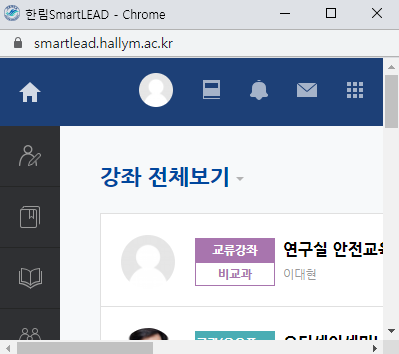 한림SmartLEAD - Chrome
smartlead.hallym.ac.kr
강좌 전체보기
교류강좌
연구실 안전교육
비교과
이대현